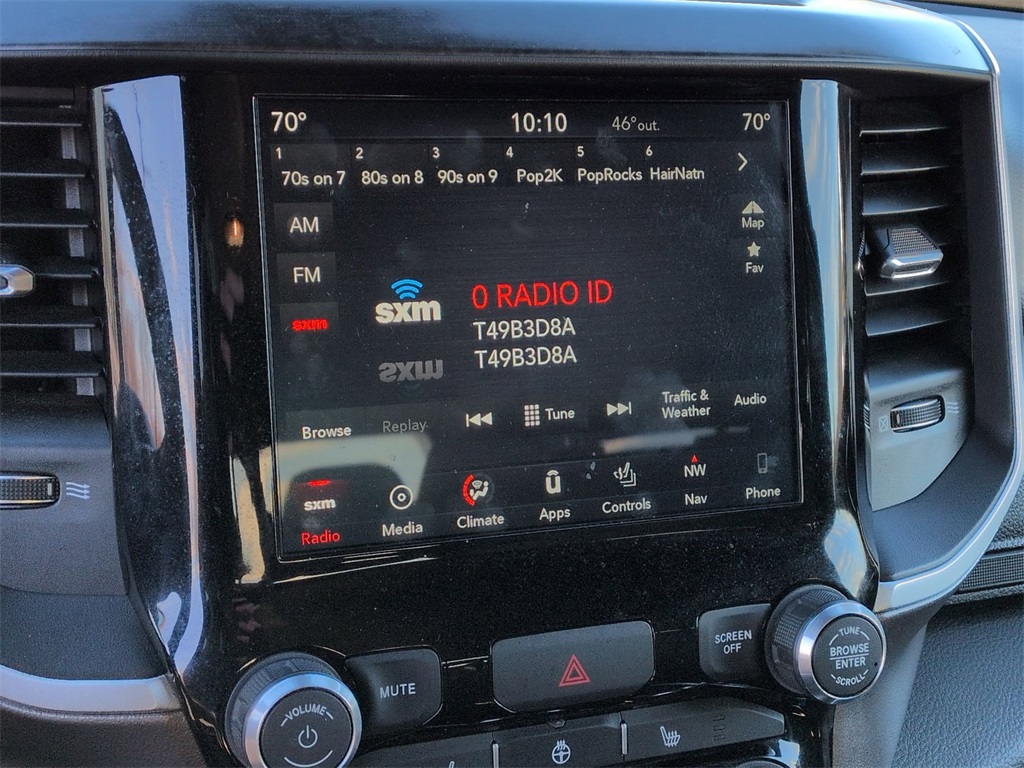 70° 10:10 46°out. 70°
1 2 3 4 5 6
70s on 7 80s on 8 90s on 9 Pop2K PopRocks HairNatn
AM
Map
FM
Fav
sxm
sxm
0 RADIO ID
T49B3D8A
T49B3D8A
Browse
Replay
Tune
Traffic &
Weather
Audio
sxm
Radio
Media
Climate
Apps
Controls
NW
Nav
Phone
VOLUME
MUTE
SCREEN
OFF
TUNE
BROWSE
ENTER
SCROLL